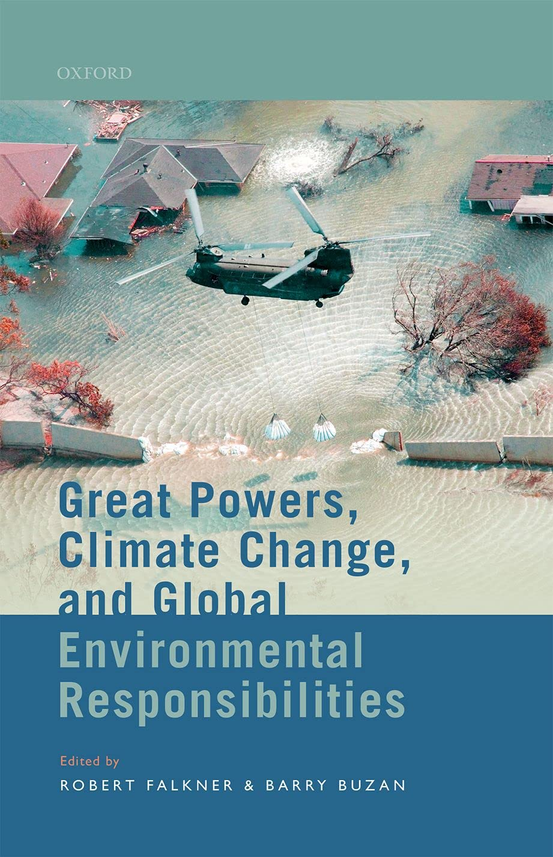 OXFORD
Great Powers,
Climate Change,
and Global
Environmental
Responsibilities
Edited by
ROBERT FALKNER & BARRY BUZAN